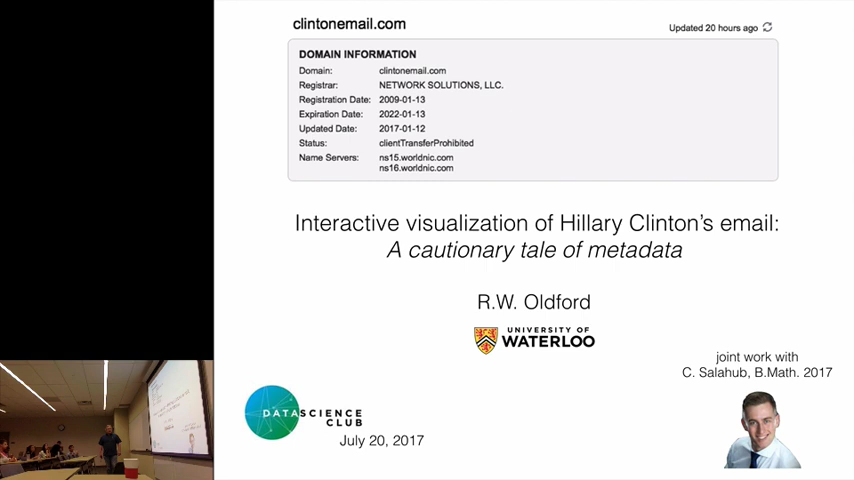 clintonemail.com
Updated 20 hours ago
DOMAIN INFORMATION
Domain: clintonemail.com
Registrar: NETWORK SOLUTIONS, LLC.
Registration Date: 2009-01-13
Expiration Date: 2022-01-13
Updated Date: 2017-01-12
Status: clientTransferProhibited
Name Servers: ns15.worldnic.com
ns16.worldnic.com
Interactive visualization of Hillary Clinton's email:
A cautionary tale of metadata
R.W. Oldford
UNIVERSITY OF
WATERLOO
joint work with
C. Salahub, B.Math. 2017
DATASCIENCE
CLUB
July 20, 2017